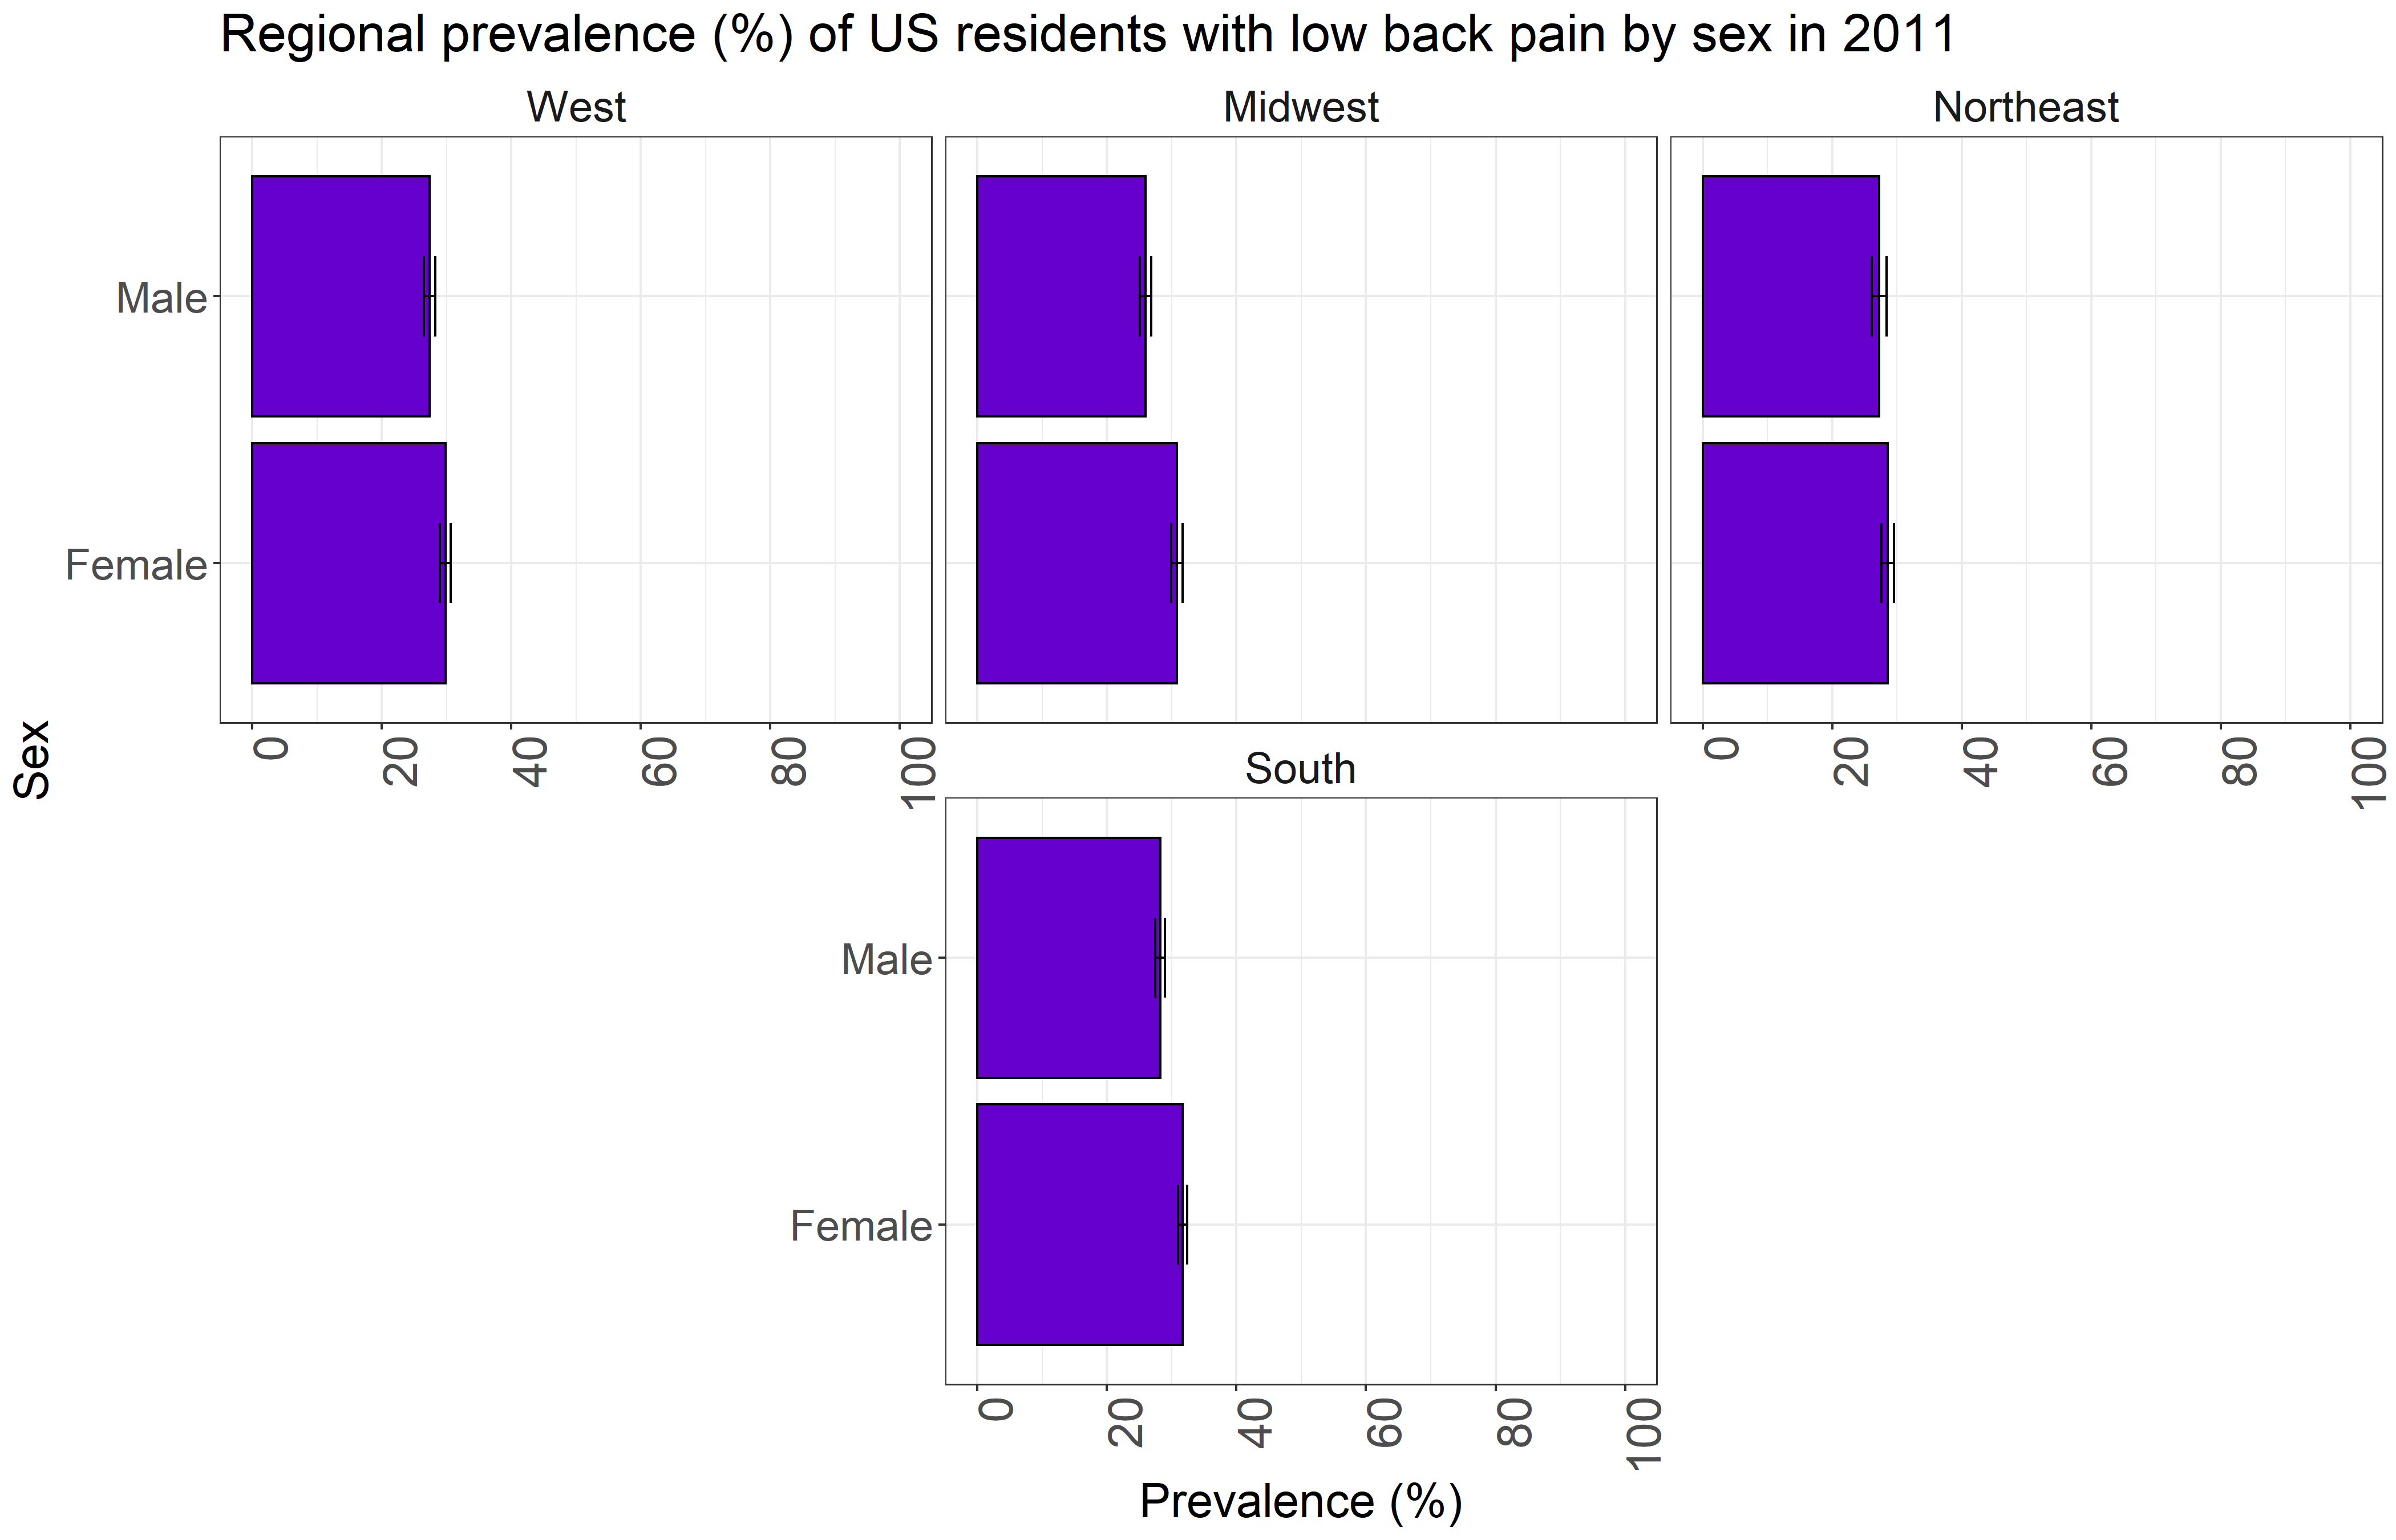 Regional prevalence (%) of US residents with low back pain by sex in 2011
West
Midwest
Northeast
Male
Female
0 20 40 60 80 100
0 20 40 60 80 100
Sex
South
Male
Female
0 20 40 60 80 100
Prevalence (%)